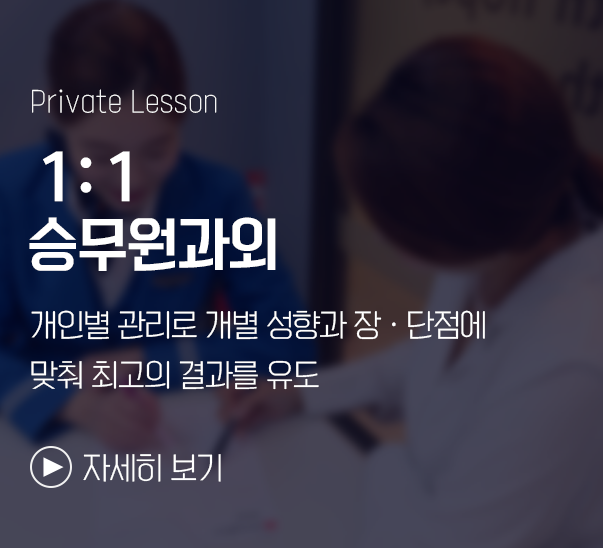 Private Lesson
1:1
승무원과외
개인별 관리로 개별 성향과 장·단점에
맞춰 최고의 결과를 유도
자세히 보기